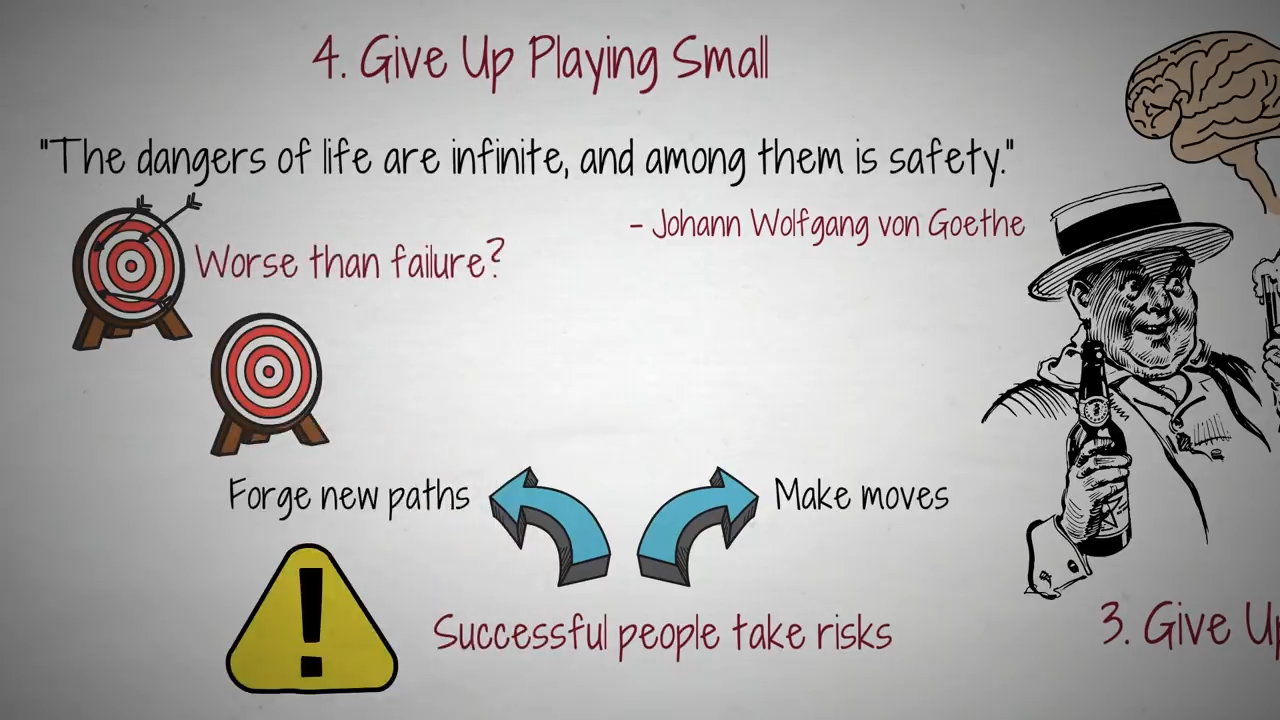 4. Give Up Playing Small
"The dangers of life are infinite, and among them is safety."
- Johann Wolfgang von Goethe
Worse than failure?
Forge new paths
Make moves
Successful people take risks
3. Give Up